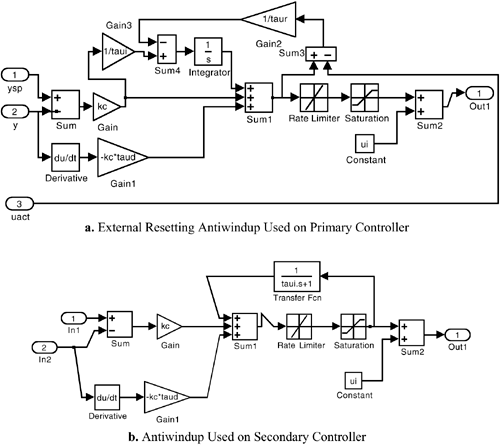 Gain3
1/taur
1/taui
1
s
Gain2
Sum3
Sum4
Integrator
1
ysp
2
y
kc
Sum
Gain
Sum1
Rate Limiter
Saturation
Sum2
1
Out1
du/dt
-kc*taud
ui
Derivative
Gain1
Constant
3
uact
a. External Resetting Antiwindup Used on Primary Controller
1
taui.s+1
Transfer Fcn
1
In1
2
In2
Sum
kc
Gain
Sum1
Rate Limiter
Saturation
Sum2
1
Out1
du/dt
-kc*taud
ui
Derivative
Gain1
Constant
b. Antiwindup Used on Secondary Controller